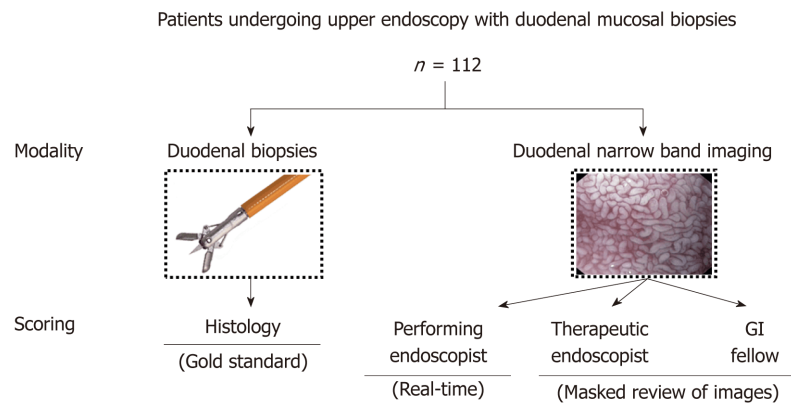 Patients undergoing upper endoscopy with duodenal mucosal biopsies
n = 112
Modality
Duodenal biopsies
Duodenal narrow band imaging
Scoring
Histology
(Gold standard)
Performing
endoscopist
(Real-time)
Therapeutic
endoscopist
GI
fellow
(Masked review of images)